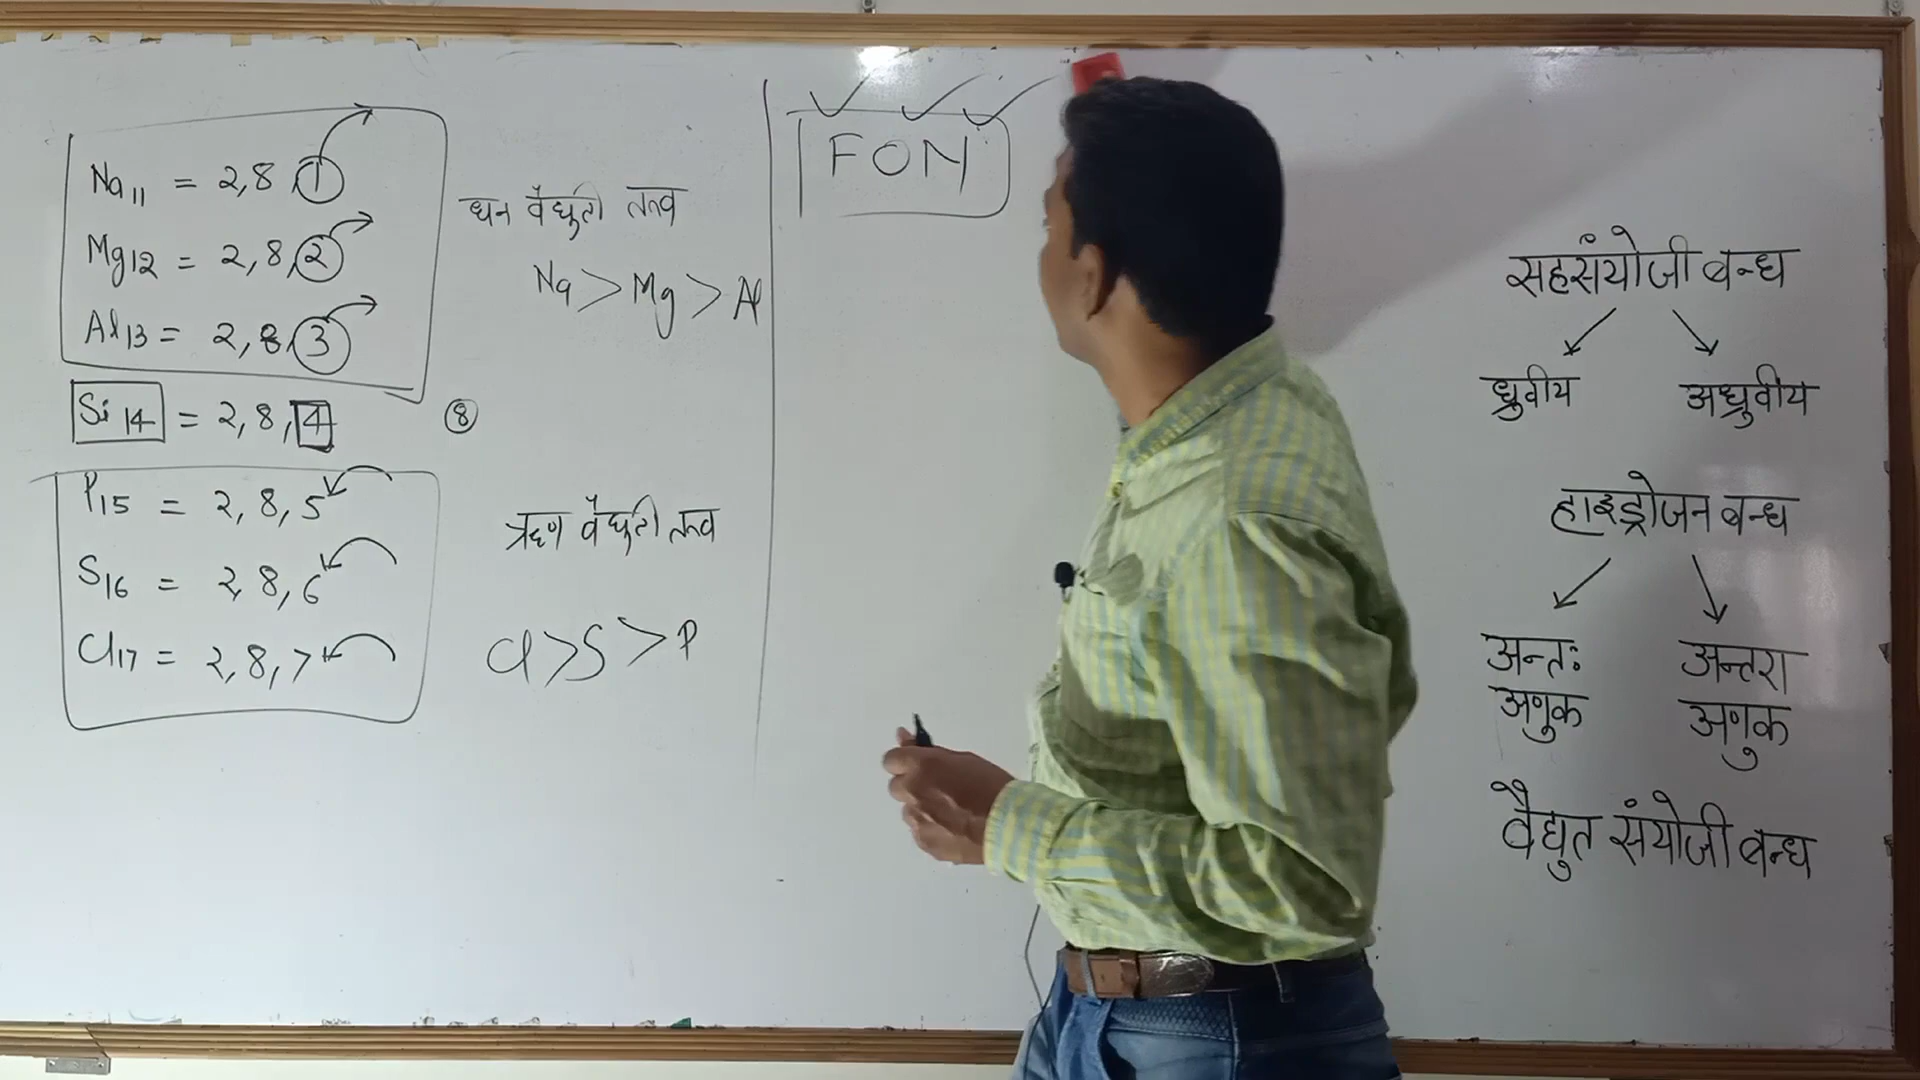 Na11 = 2,8,1
Mg12 = 2,8,2
Al13 = 2,8,3
Si14 = 2,8,4
P15 = 2,8,5
S16 = 2,8,6
Cl17 = 2,8,7
धन वैद्युती तत्व
Na > Mg > Al
8
ऋण वैद्युती तत्व
Cl > S > P
FON
सहसंयोजी बन्ध
ध्रुवीय
अध्रुवीय
हाइड्रोजन बन्ध
अन्तः
अणुक
अन्तरा
अणुक
वैद्युत संयोजी बन्ध